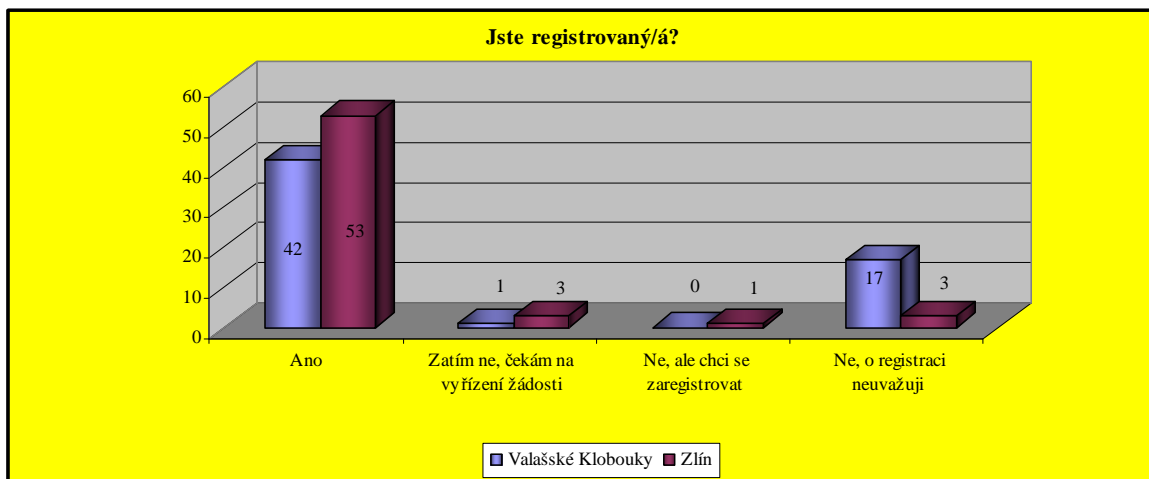 Jste registrovaný/á?
60
50
40
30
20
10
0
42
53
1
3
0
1
17
3
Ano
Zatím ne, čekám na
vyřízení žádosti
Ne, ale chci se
zaregistrovat
Ne, o registraci
neuvažuji
Valašské Klobouky
Zlín